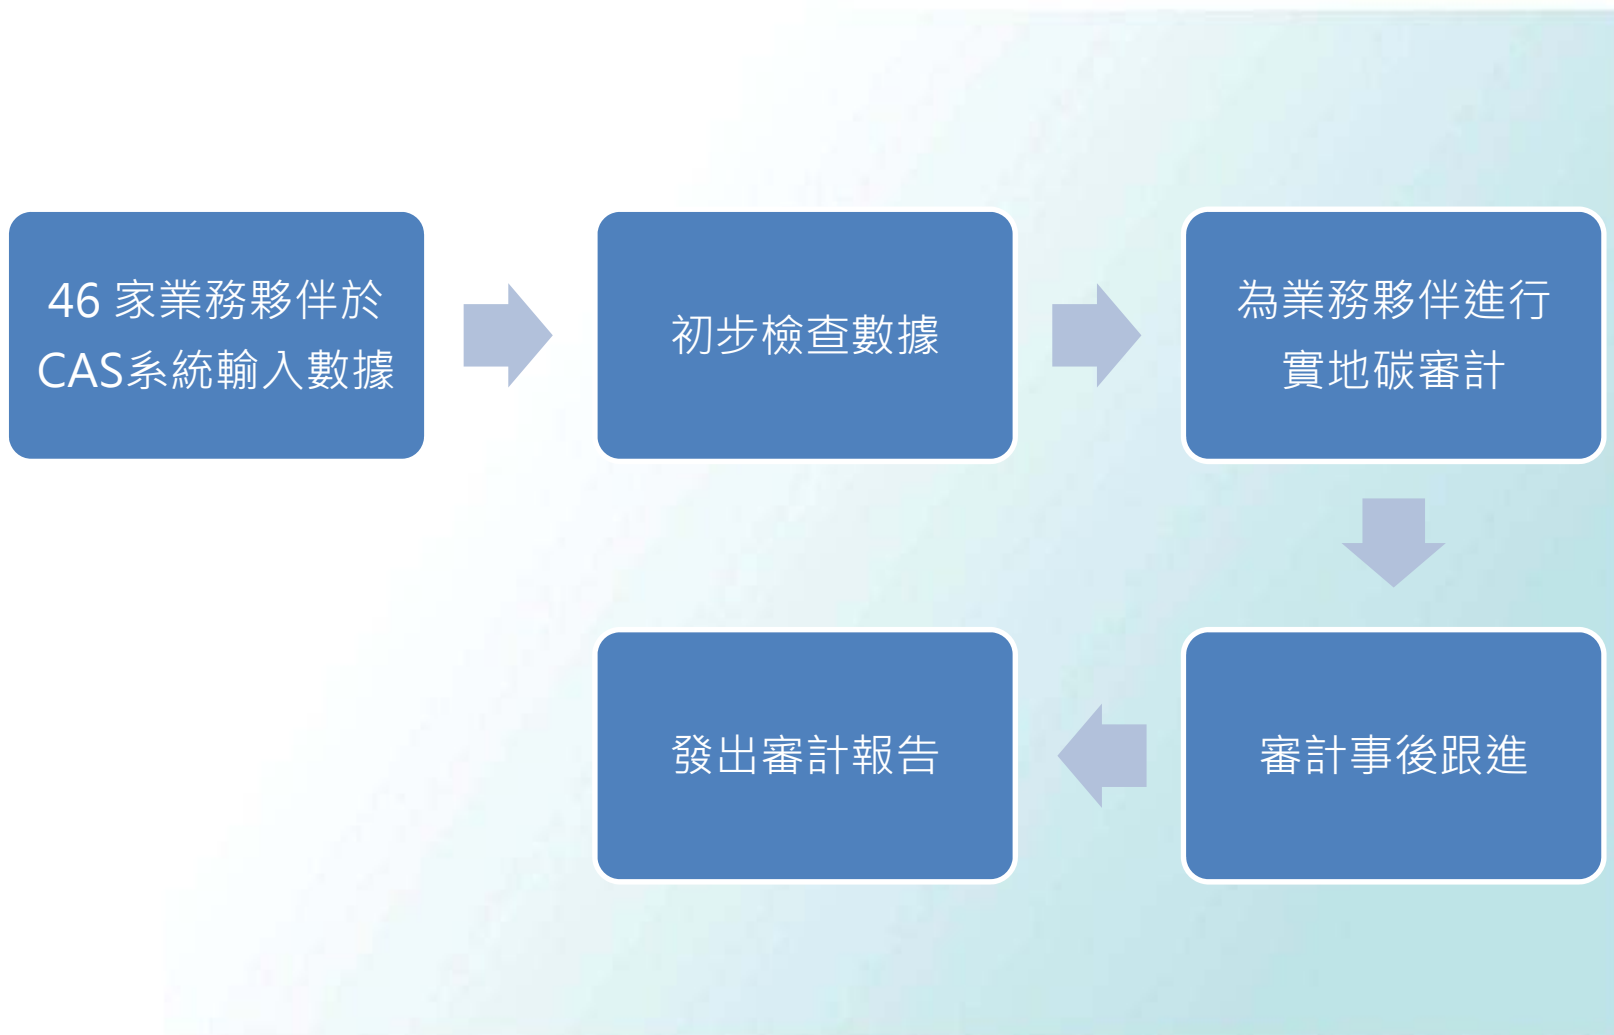 46 家業務夥伴於
CAS系統輸入數據
初步檢查數據
為業務夥伴進行
實地碳審計
審計事後跟進
發出審計報告